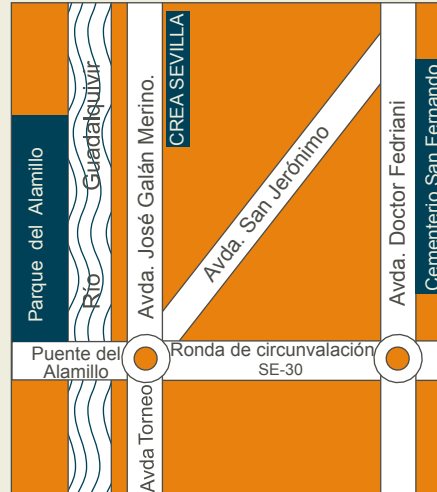 Parque del Alamillo
Río Guadalquivir
Avda. José Galán Merino.
CREA SEVILLA
Avda. San Jerónimo
Avda. Doctor Fedriani
Cementerio San Fernando
Puente del
Alamillo
Ronda de circunvalación
SE-30
Avda Torneo